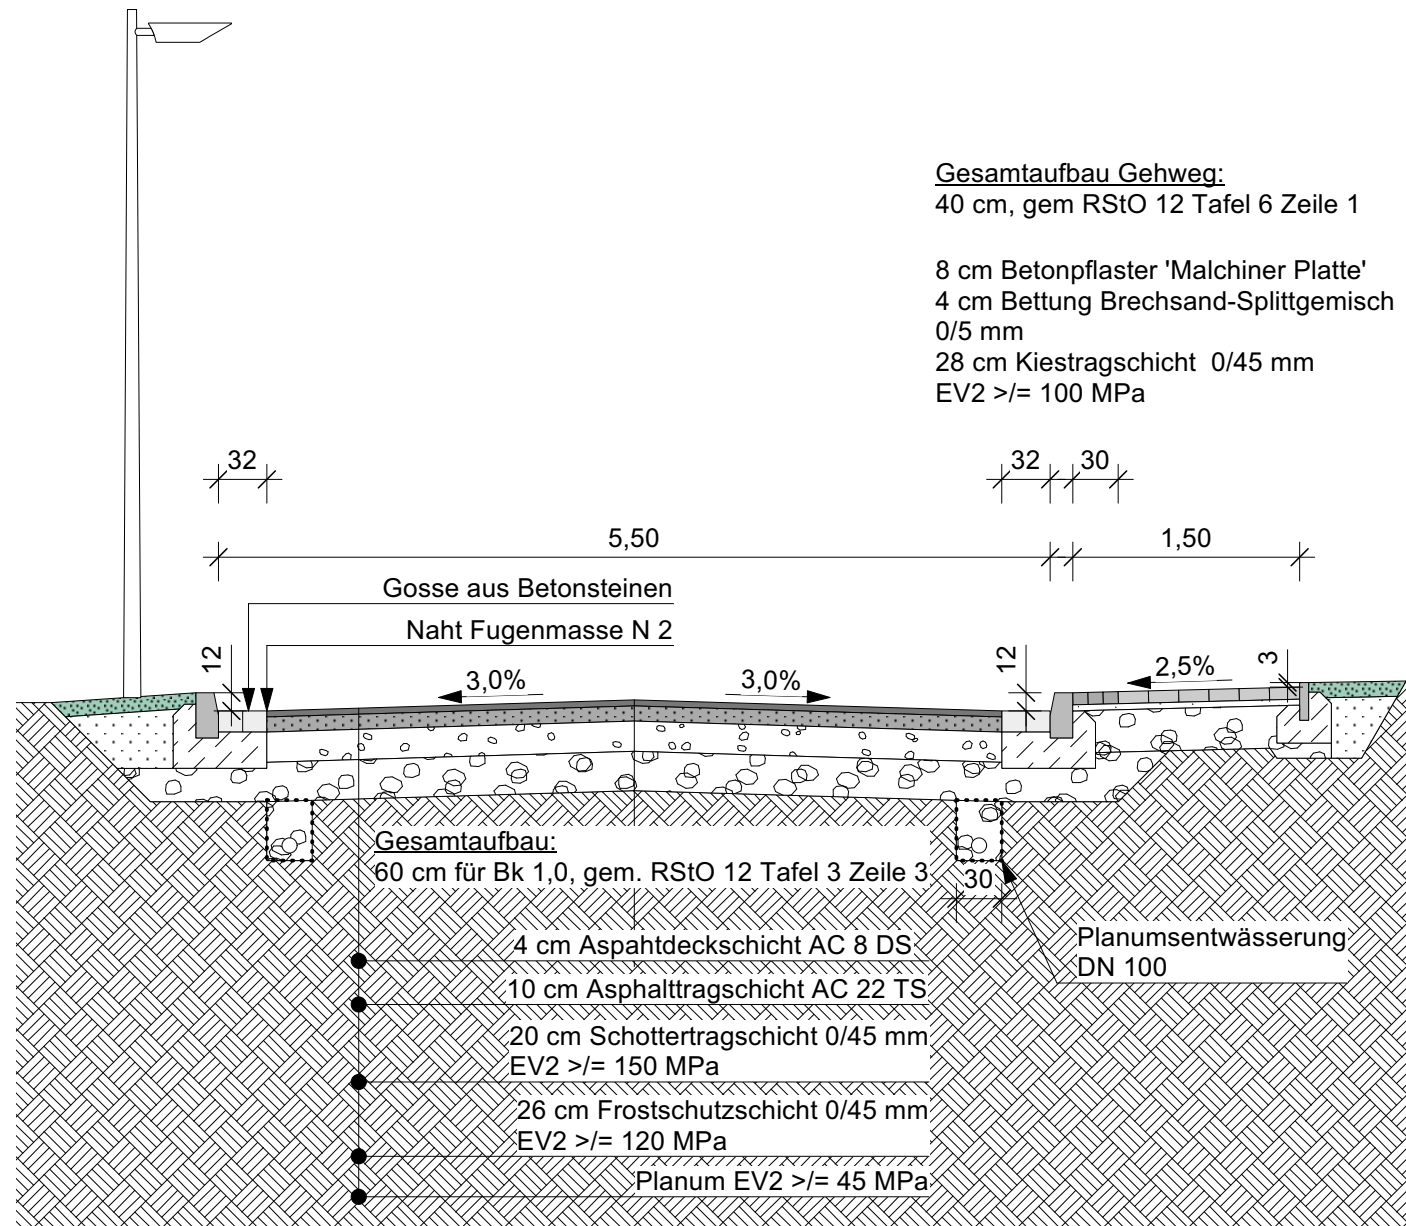 Gesamtaufbau Gehweg:
40 cm, gem RStO 12 Tafel 6 Zeile 1
8 cm Betonpflaster 'Malchiner Platte'
4 cm Bettung Brechsand-Splittgemisch
0/5 mm
28 cm Kiestragschicht 0/45 mm
EV2 >/= 100 MPa
32
32
30
5,50
1,50
Gosse aus Betonsteinen
Naht Fugenmasse N 2
12
3,0%
3,0%
12
2,5%
3
Gesamtaufbau:
60 cm für Bk 1,0, gem. RStO 12 Tafel 3 Zeile 3
30
4 cm Aspahtdeckschicht AC 8 DS
10 cm Asphalttragschicht AC 22 TS
20 cm Schottertragschicht 0/45 mm
EV2 >/= 150 MPa
26 cm Frostschutzschicht 0/45 mm
EV2 >/= 120 MPa
Planum EV2 >/= 45 MPa
Planumsentwässerung
DN 100